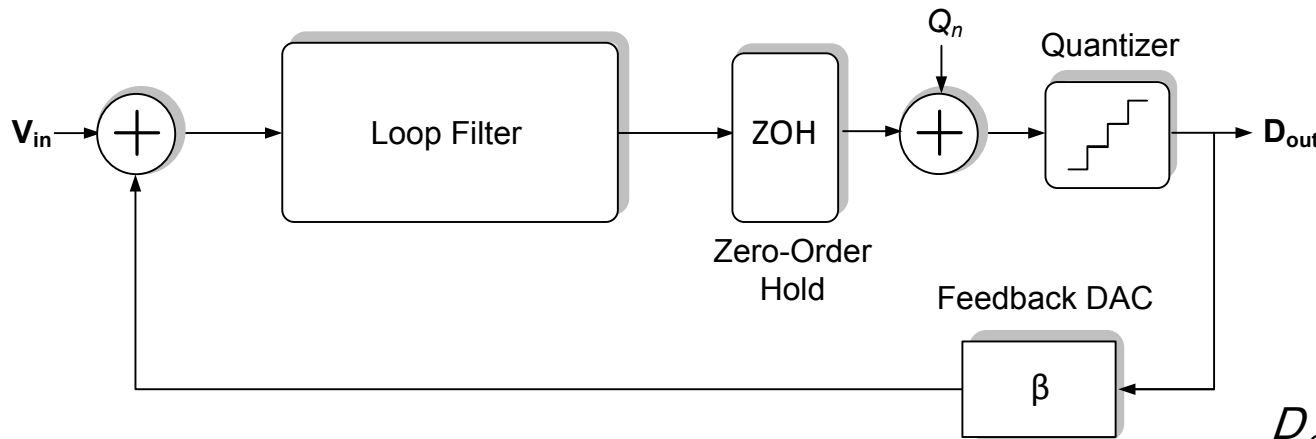 Qn
Quantizer
Vin
Loop Filter
ZOH
Dout
Zero-Order
Hold
Feedback DAC
β
D